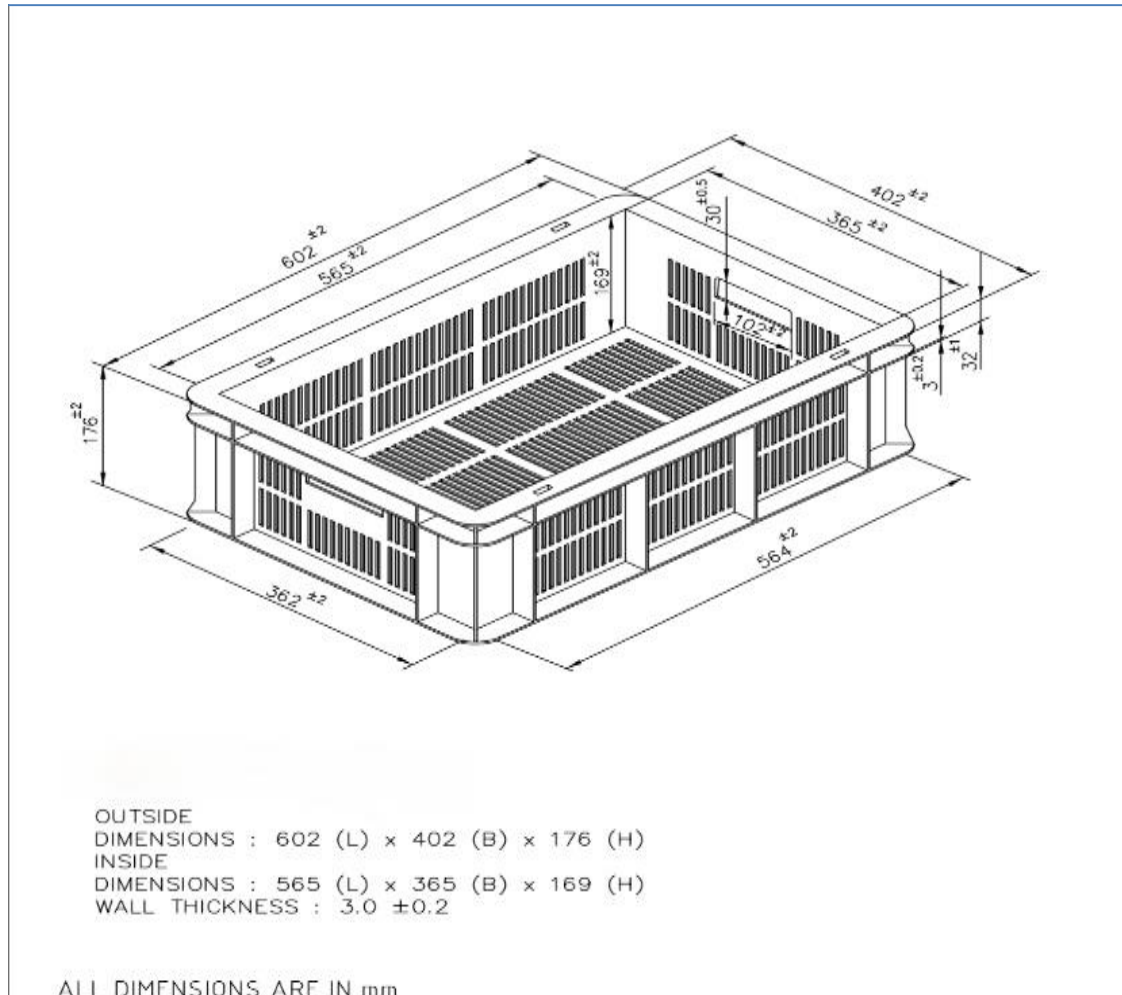 602 ±2
565 ±2
402 ±2
365 ±2
30 ±0.5
169 ±2
102 ±2
176 ±2
3 ±0.2
32 ±1
362 ±2
564 ±2
OUTSIDE
DIMENSIONS : 602 (L) x 402 (B) x 176 (H)
INSIDE
DIMENSIONS : 565 (L) x 365 (B) x 169 (H)
WALL THICKNESS : 3.0 ±0.2
ALL DIMENSIONS ARE IN mm